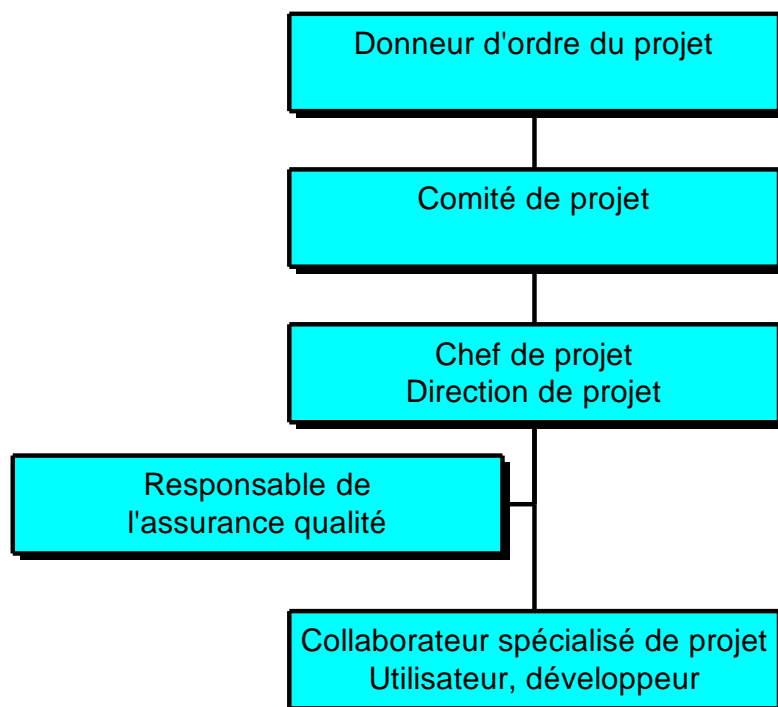 Donneur d'ordre du projet
Comité de projet
Chef de projet
Direction de projet
Responsable de
l'assurance qualité
Collaborateur spécialisé de projet
Utilisateur, développeur